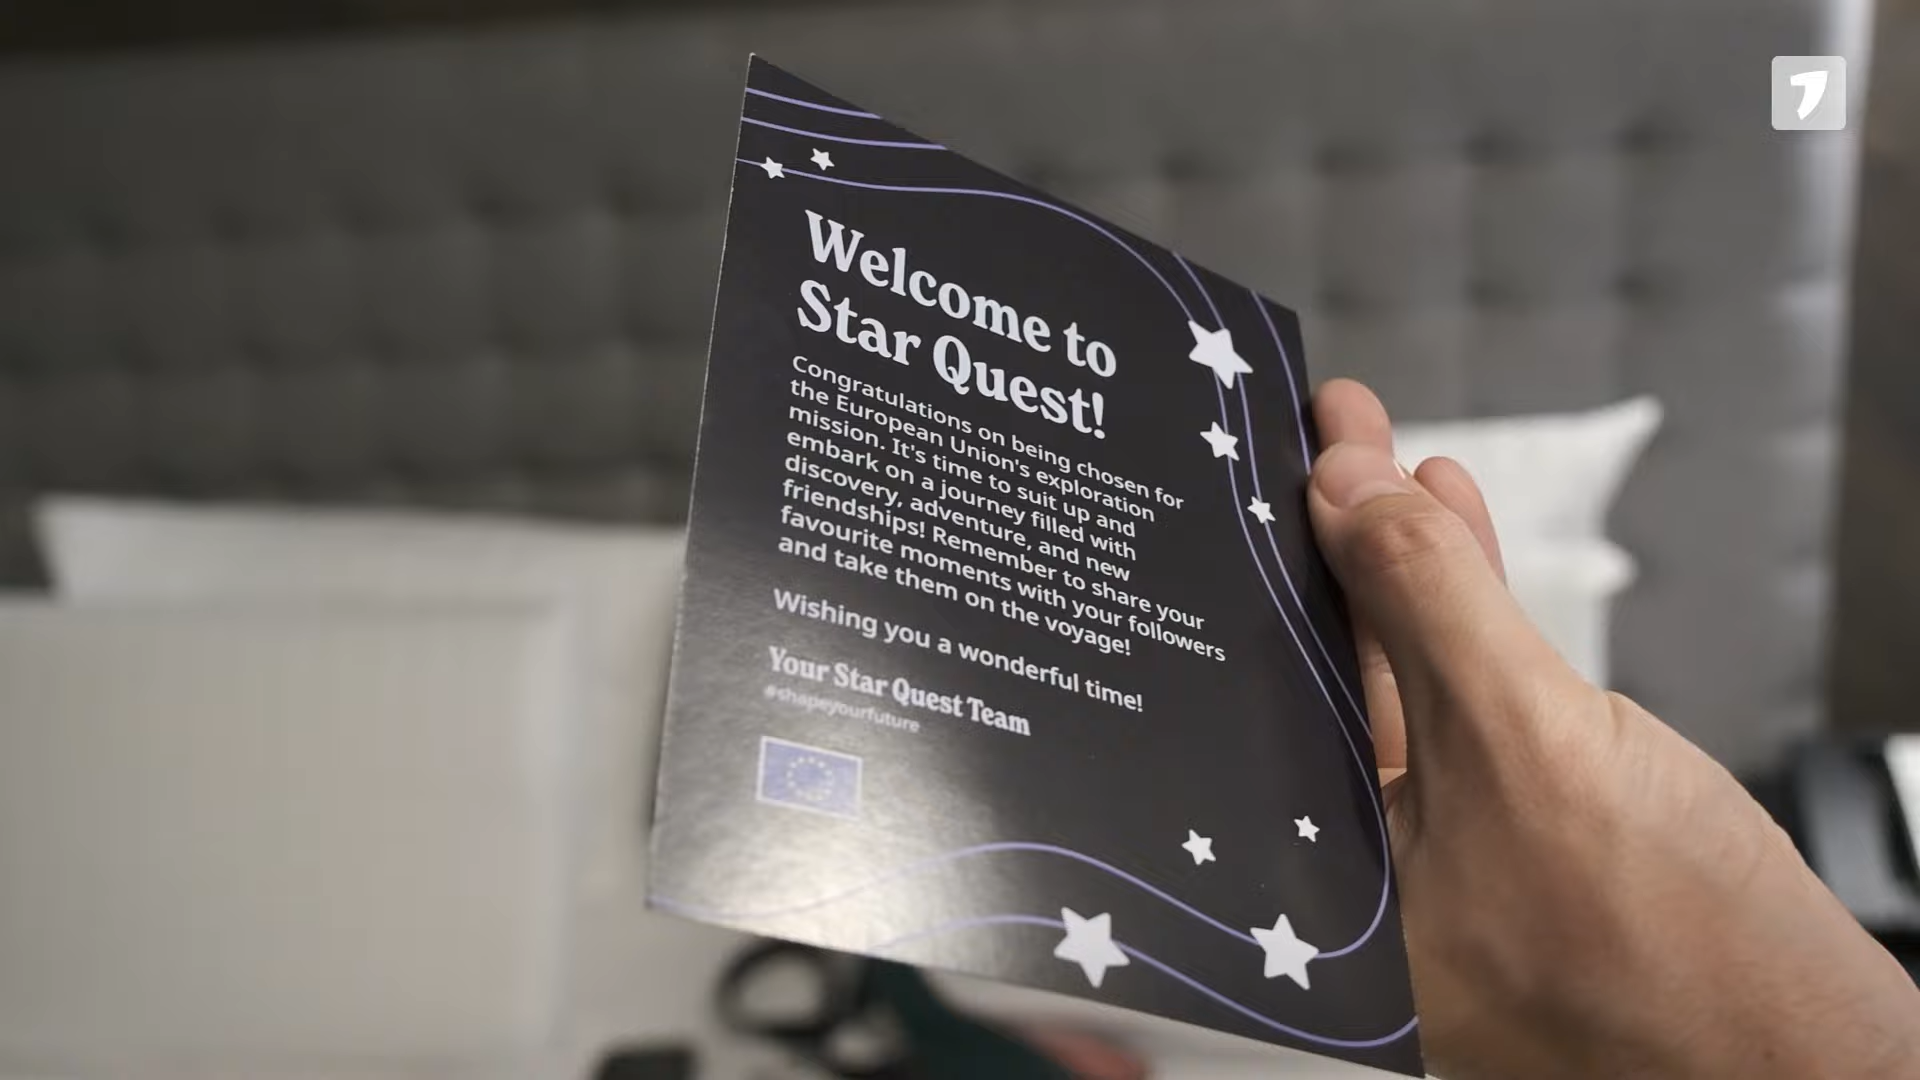 Welcome to
Star Quest!
Congratulations on being chosen for
the European Union's exploration
mission. It's time to suit up and
embark on a journey filled with
discovery, adventure, and new
friendships! Remember to share your
favourite moments with your followers
and take them on the voyage!
Wishing you a wonderful time!
Your Star Quest Team
#shapeyourfuture